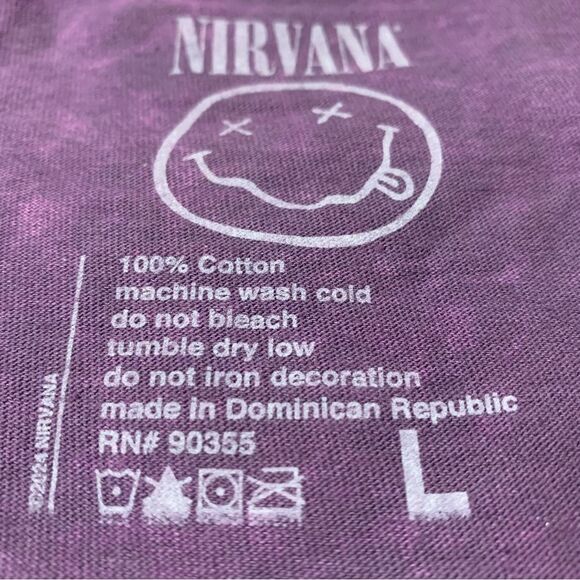 NIRVANA
100% Cotton
machine wash cold
do not bleach
tumble dry low
do not iron decoration
made in Dominican Republic
RN# 90355
L
©2024 NIRVANA